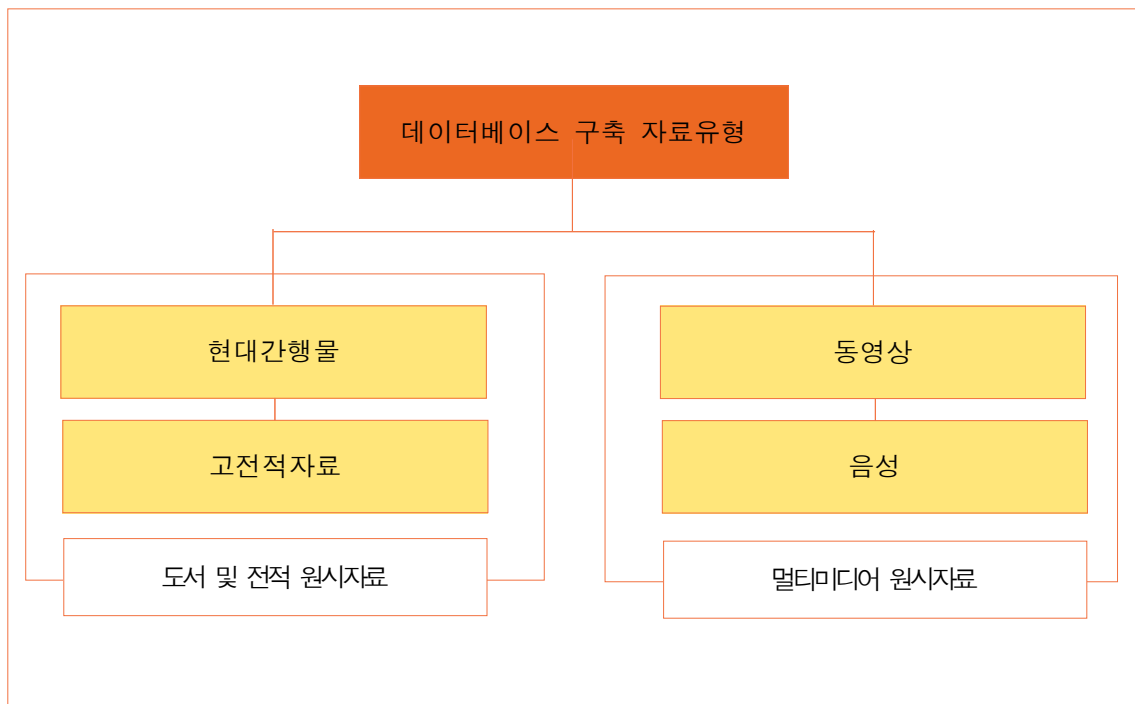 데이터베이스 구축 자료유형
현대간행물
고전적자료
도서 및 전적 원시자료
동영상
음성
멀티미디어 원시자료